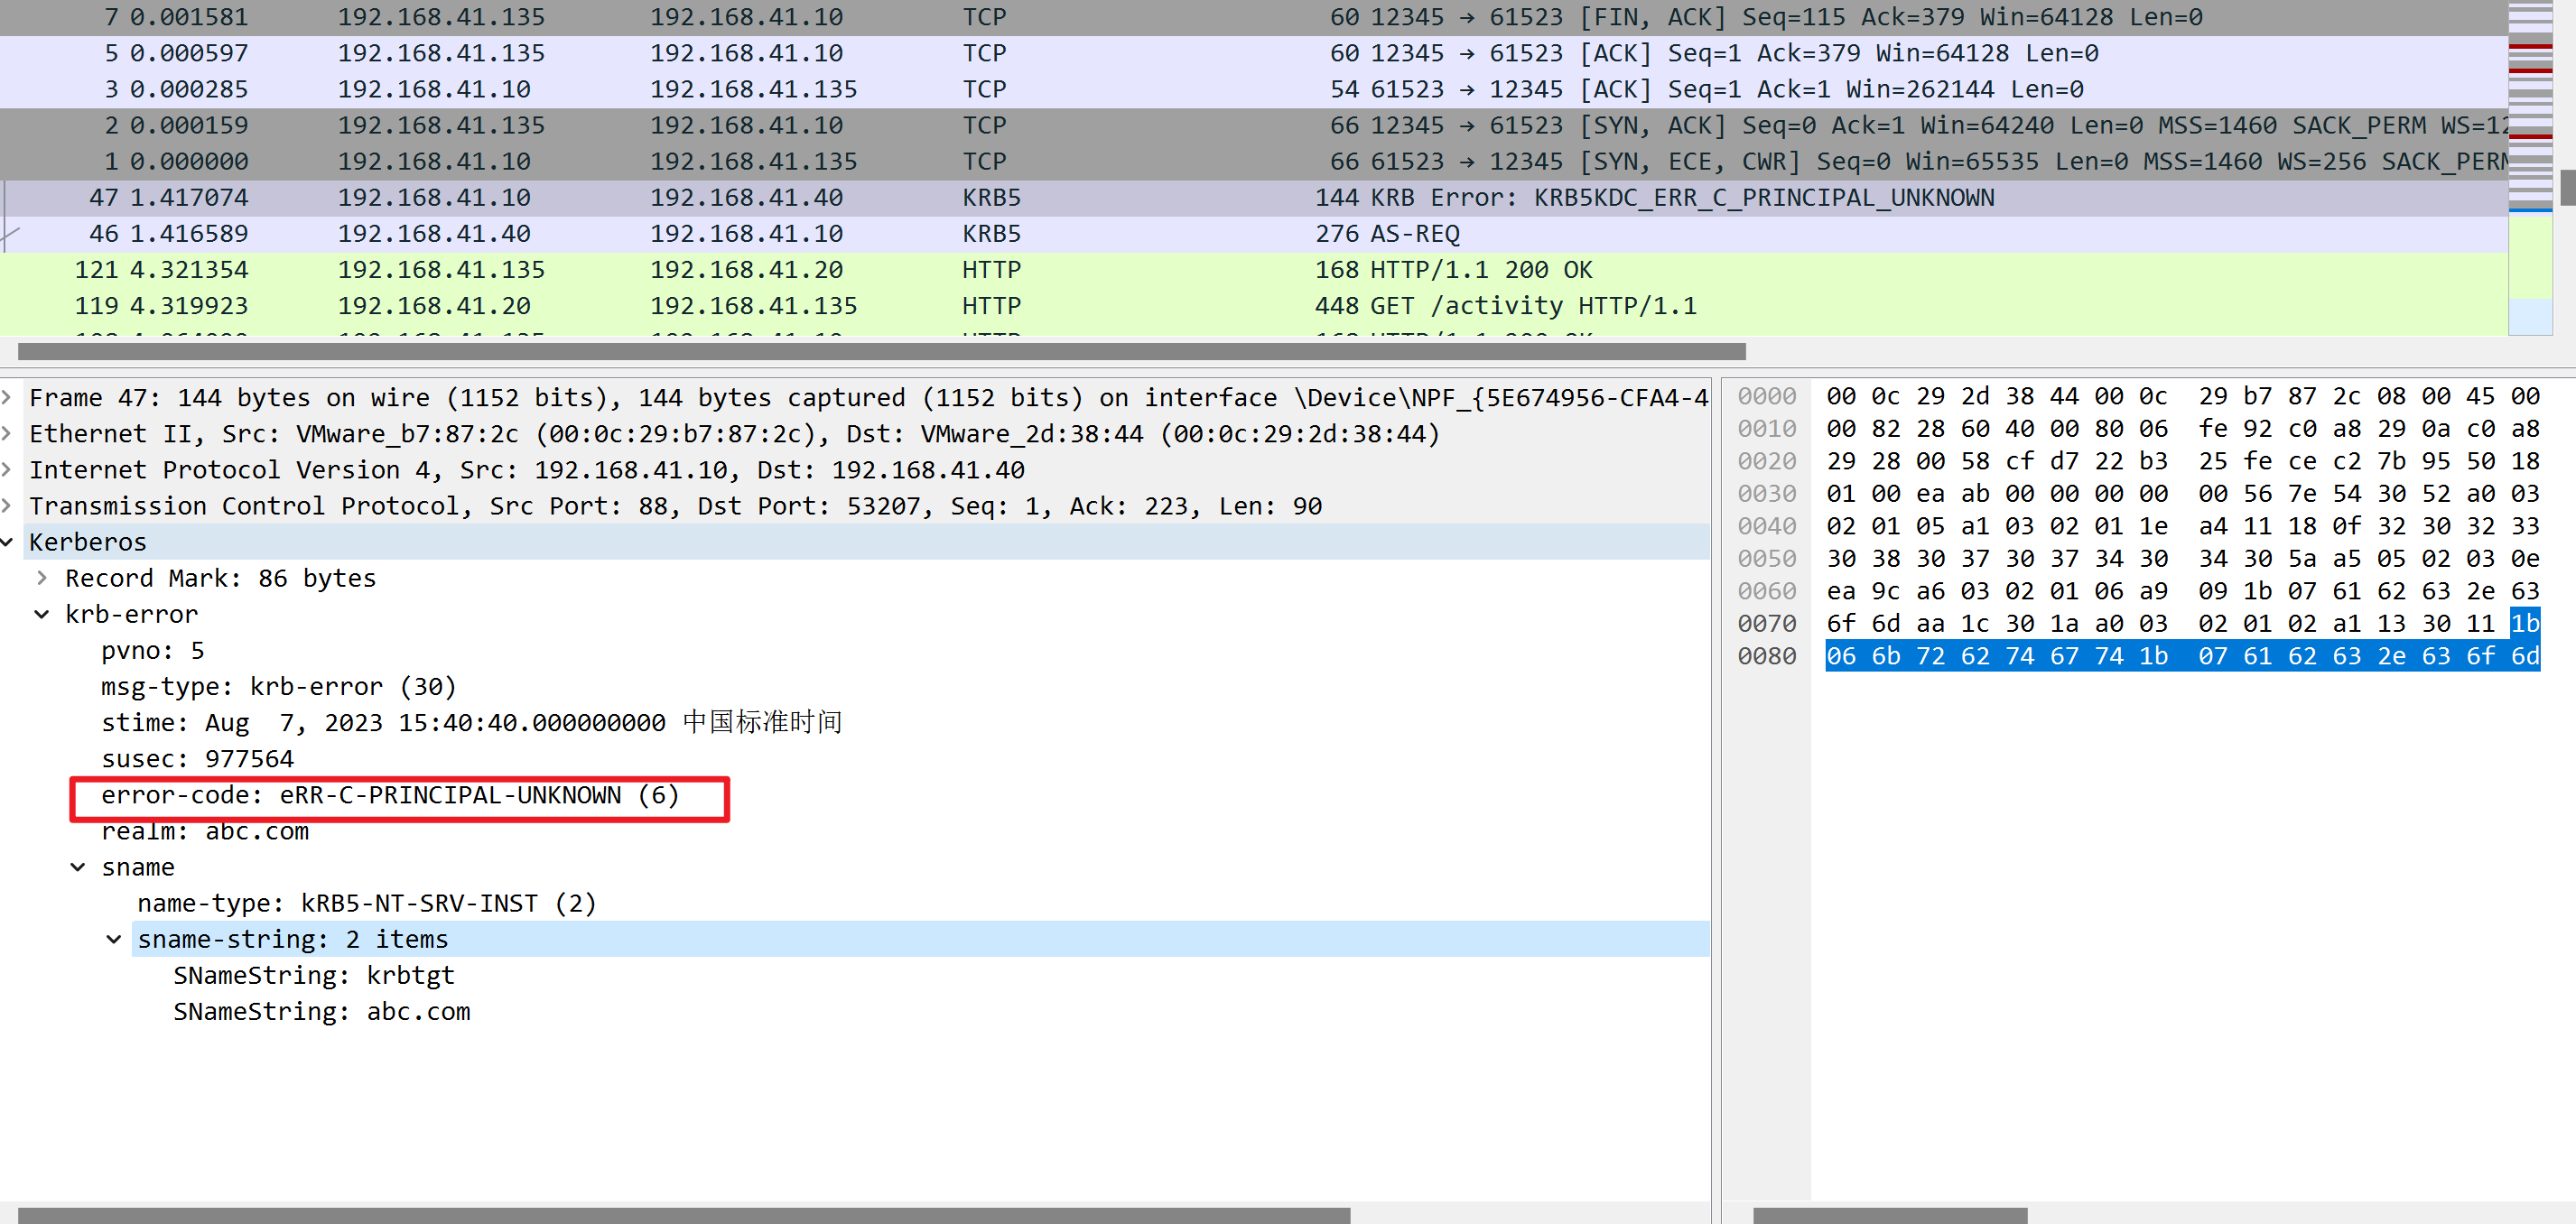 7 0.001581 192.168.41.135 192.168.41.10 TCP 60 12345 → 61523 [FIN, ACK] Seq=115 Ack=379 Win=64128 Len=0
5 0.000597 192.168.41.135 192.168.41.10 TCP 60 12345 → 61523 [ACK] Seq=1 Ack=379 Win=64128 Len=0
3 0.000285 192.168.41.10 192.168.41.135 TCP 54 61523 → 12345 [ACK] Seq=1 Ack=1 Win=262144 Len=0
2 0.000159 192.168.41.135 192.168.41.10 TCP 66 12345 → 61523 [SYN, ACK] Seq=0 Ack=1 Win=64240 Len=0 MSS=1460 SACK_PERM WS=12
1 0.000000 192.168.41.10 192.168.41.135 TCP 66 61523 → 12345 [SYN, ECE, CWR] Seq=0 Win=65535 Len=0 MSS=1460 WS=256 SACK_PERM
47 1.417074 192.168.41.10 192.168.41.40 KRB5 144 KRB Error: KRB5KDC_ERR_C_PRINCIPAL_UNKNOWN
46 1.416589 192.168.41.40 192.168.41.10 KRB5 276 AS-REQ
121 4.321354 192.168.41.135 192.168.41.20 HTTP 168 HTTP/1.1 200 OK
119 4.319923 192.168.41.20 192.168.41.135 HTTP 448 GET /activity HTTP/1.1
Frame 47: 144 bytes on wire (1152 bits), 144 bytes captured (1152 bits) on interface \Device\NPF_{5E674956-CFA4-4
Ethernet II, Src: VMware_b7:87:2c (00:0c:29:b7:87:2c), Dst: VMware_2d:38:44 (00:0c:29:2d:38:44)
Internet Protocol Version 4, Src: 192.168.41.10, Dst: 192.168.41.40
Transmission Control Protocol, Src Port: 88, Dst Port: 53207, Seq: 1, Ack: 223, Len: 90
Kerberos
Record Mark: 86 bytes
krb-error
pvno: 5
msg-type: krb-error (30)
stime: Aug  7, 2023 15:40:40.000000000 中国标准时间
susec: 977564
error-code: eRR-C-PRINCIPAL-UNKNOWN (6)
realm: abc.com
sname
name-type: kRB5-NT-SRV-INST (2)
sname-string: 2 items
SNameString: krbtgt
SNameString: abc.com
0000 00 0c 29 2d 38 44 00 0c 29 b7 87 2c 08 00 45 00
0010 00 82 28 60 40 00 80 06 fe 92 c0 a8 29 0a c0 a8
0020 29 28 00 58 cf d7 22 b3 25 fe ce c2 7b 95 50 18
0030 01 00 ea ab 00 00 00 00 00 56 7e 54 30 52 a0 03
0040 02 01 05 a1 03 02 01 1e a4 11 18 0f 32 30 32 33
0050 30 38 30 37 30 37 34 30 34 30 5a a5 05 02 03 0e
0060 ea 9c a6 03 02 01 06 a9 09 1b 07 61 62 63 2e 63
0070 6f 6d aa 1c 30 1a a0 03 02 01 02 a1 13 30 11 1b
0080 06 6b 72 62 74 67 74 1b 07 61 62 63 2e 63 6f 6d